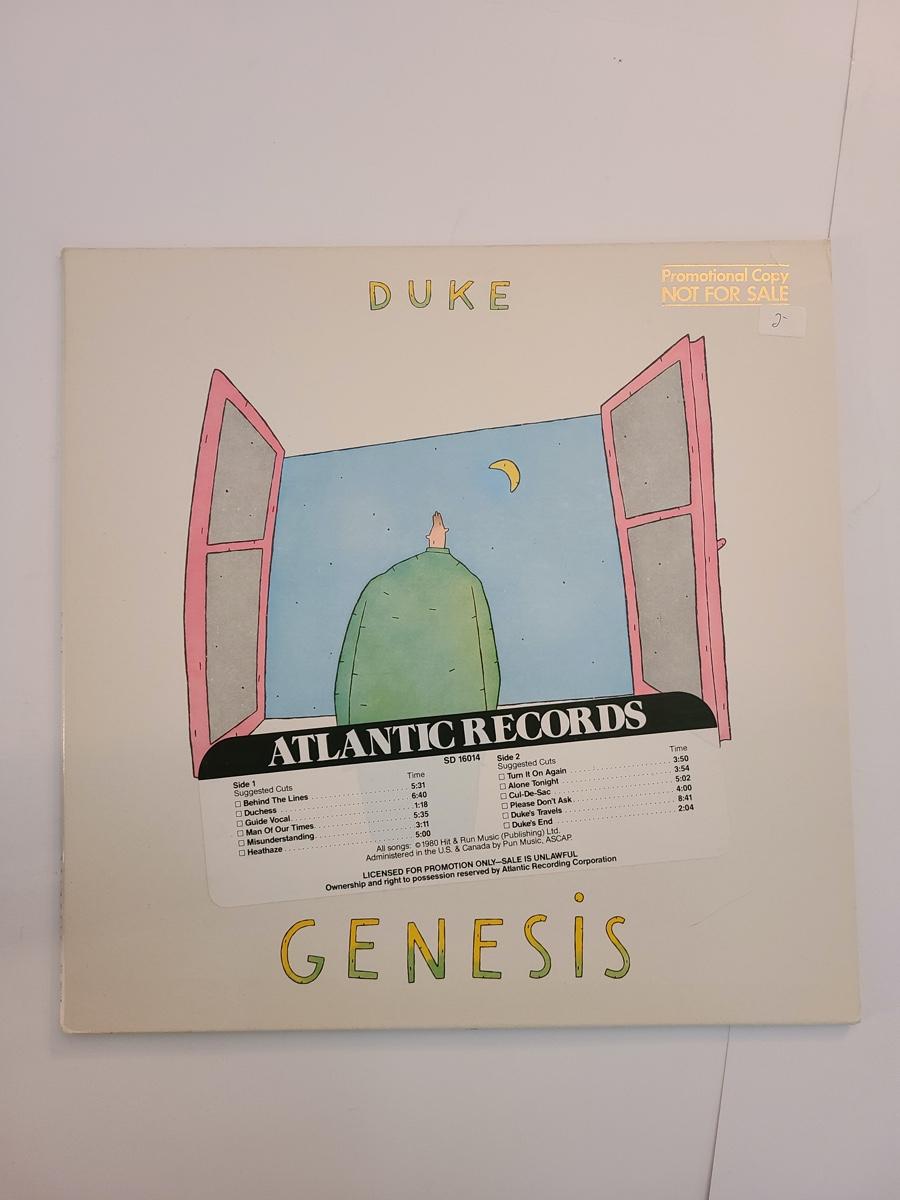 DUKE
Promotional Copy
NOT FOR SALE
2-
ATLANTIC RECORDS
SD 16014
Side 1
Suggested Cuts Time
☐ Behind The Lines 5:31
☐ Duchess 6:40
☐ Guide Vocal 1:18
☐ Man Of Our Times 5:35
☐ Misunderstanding 3:11
☐ Heathaze 5:00
Side 2
Suggested Cuts Time
☐ Turn It On Again 3:50
☐ Alone Tonight 3:54
☐ Cul-De-Sac 5:02
☐ Please Don't Ask 4:00
☐ Duke's Travels 8:41
☐ Duke's End 2:04
All songs: ©1980 Hit & Run Music (Publishing) Ltd.
Administered in the U.S. & Canada by Pun Music, ASCAP.
LICENSED FOR PROMOTION ONLY—SALE IS UNLAWFUL
Ownership and right to possession reserved by Atlantic Recording Corporation
GENESiS